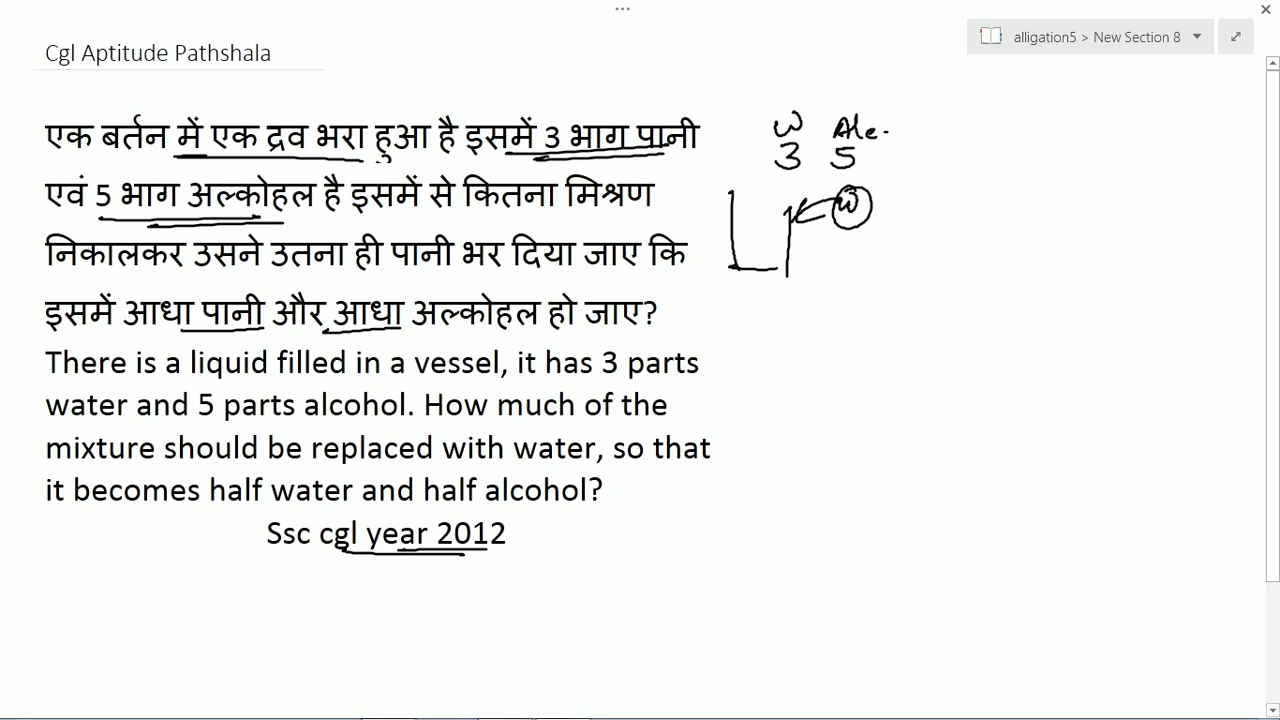 ...
Cgl Aptitude Pathshala
alligation5 > New Section 8
एक बर्तन में एक द्रव भरा हुआ है इसमें 3 भाग पानी
एवं 5 भाग अल्कोहल है इसमें से कितना मिश्रण
निकालकर उसने उतना ही पानी भर दिया जाए कि
इसमें आधा पानी और आधा अल्कोहल हो जाए?
There is a liquid filled in a vessel, it has 3 parts
water and 5 parts alcohol. How much of the
mixture should be replaced with water, so that
it becomes half water and half alcohol?
Ssc cgl year 2012
W Alc.
3 5
W